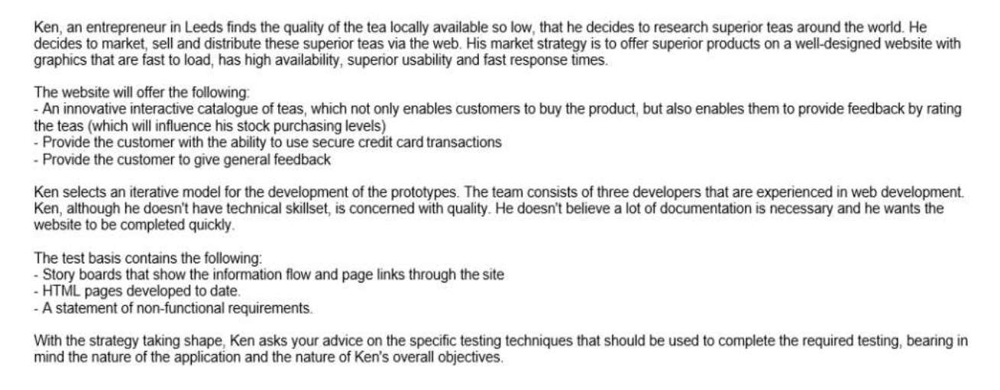 Ken, an entrepreneur in Leeds finds the quality of the tea locally available so low, that he decides to research superior teas around the world. He
decides to market, sell and distribute these superior teas via the web. His market strategy is to offer superior products on a well-designed website with
graphics that are fast to load, has high availability, superior usability and fast response times.
The website will offer the following:
- An innovative interactive catalogue of teas, which not only enables customers to buy the product, but also enables them to provide feedback by rating
the teas (which will influence his stock purchasing levels)
- Provide the customer with the ability to use secure credit card transactions
- Provide the customer to give general feedback
Ken selects an iterative model for the development of the prototypes. The team consists of three developers that are experienced in web development.
Ken, although he doesn't have technical skillset, is concerned with quality. He doesn't believe a lot of documentation is necessary and he wants the
website to be completed quickly.
The test basis contains the following:
- Story boards that show the information flow and page links through the site
- HTML pages developed to date.
- A statement of non-functional requirements.
With the strategy taking shape, Ken asks your advice on the specific testing techniques that should be used to complete the required testing, bearing in
mind the nature of the application and the nature of Ken's overall objectives.